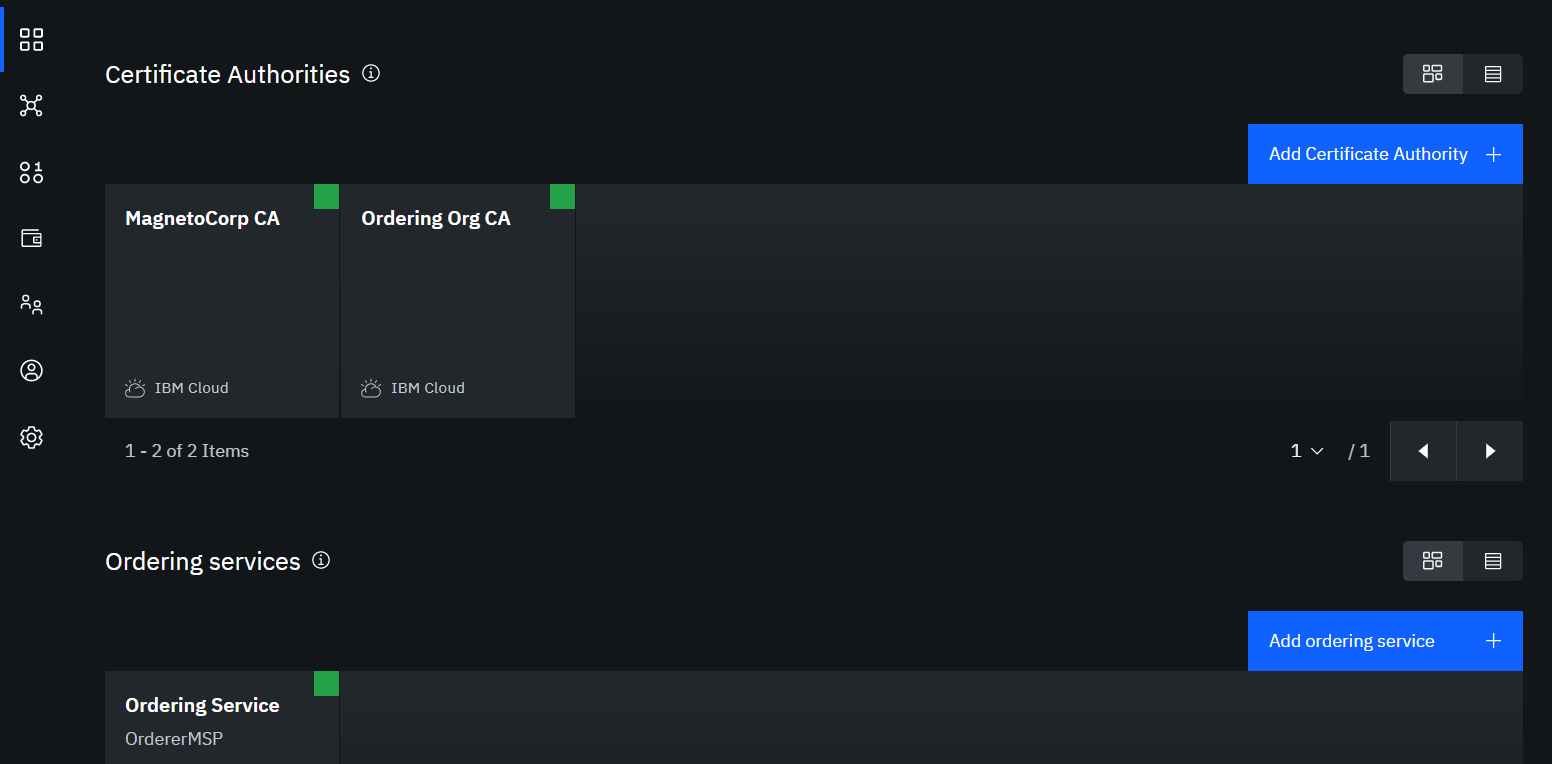 Certificate Authorities
Add Certificate Authority
MagnetoCorp CA
Ordering Org CA
IBM Cloud
IBM Cloud
1 - 2 of 2 Items
1
/ 1
Ordering services
Add ordering service
Ordering Service
OrdererMSP